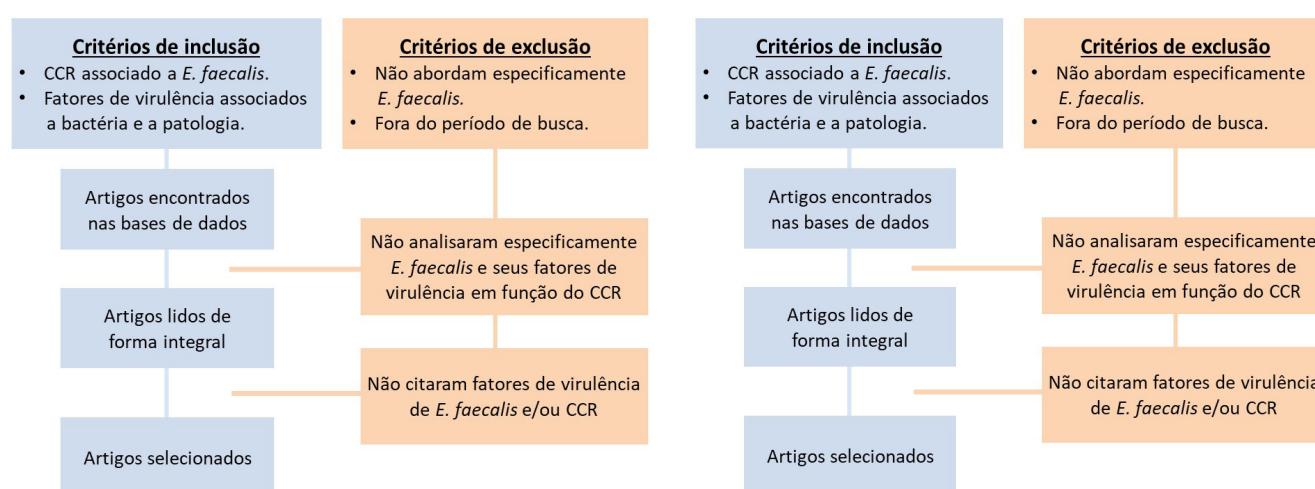 Critérios de inclusão
• CCR associado a E. faecalis.
• Fatores de virulência associados
a bactéria e a patologia.
Critérios de exclusão
• Não abordam especificamente
E. faecalis.
• Fora do período de busca.
Artigos encontrados
nas bases de dados
Não analisaram especificamente
E. faecalis e seus fatores de
virulência em função do CCR
Artigos lidos de
forma integral
Não citaram fatores de virulência
de E. faecalis e/ou CCR
Artigos selecionados
Critérios de inclusão
• CCR associado a E. faecalis.
• Fatores de virulência associados
a bactéria e a patologia.
Critérios de exclusão
• Não abordam especificamente
E. faecalis.
• Fora do período de busca.
Artigos encontrados
nas bases de dados
Não analisaram especificamente
E. faecalis e seus fatores de
virulência em função do CCR
Artigos lidos de
forma integral
Não citaram fatores de virulência
de E. faecalis e/ou CCR
Artigos selecionados